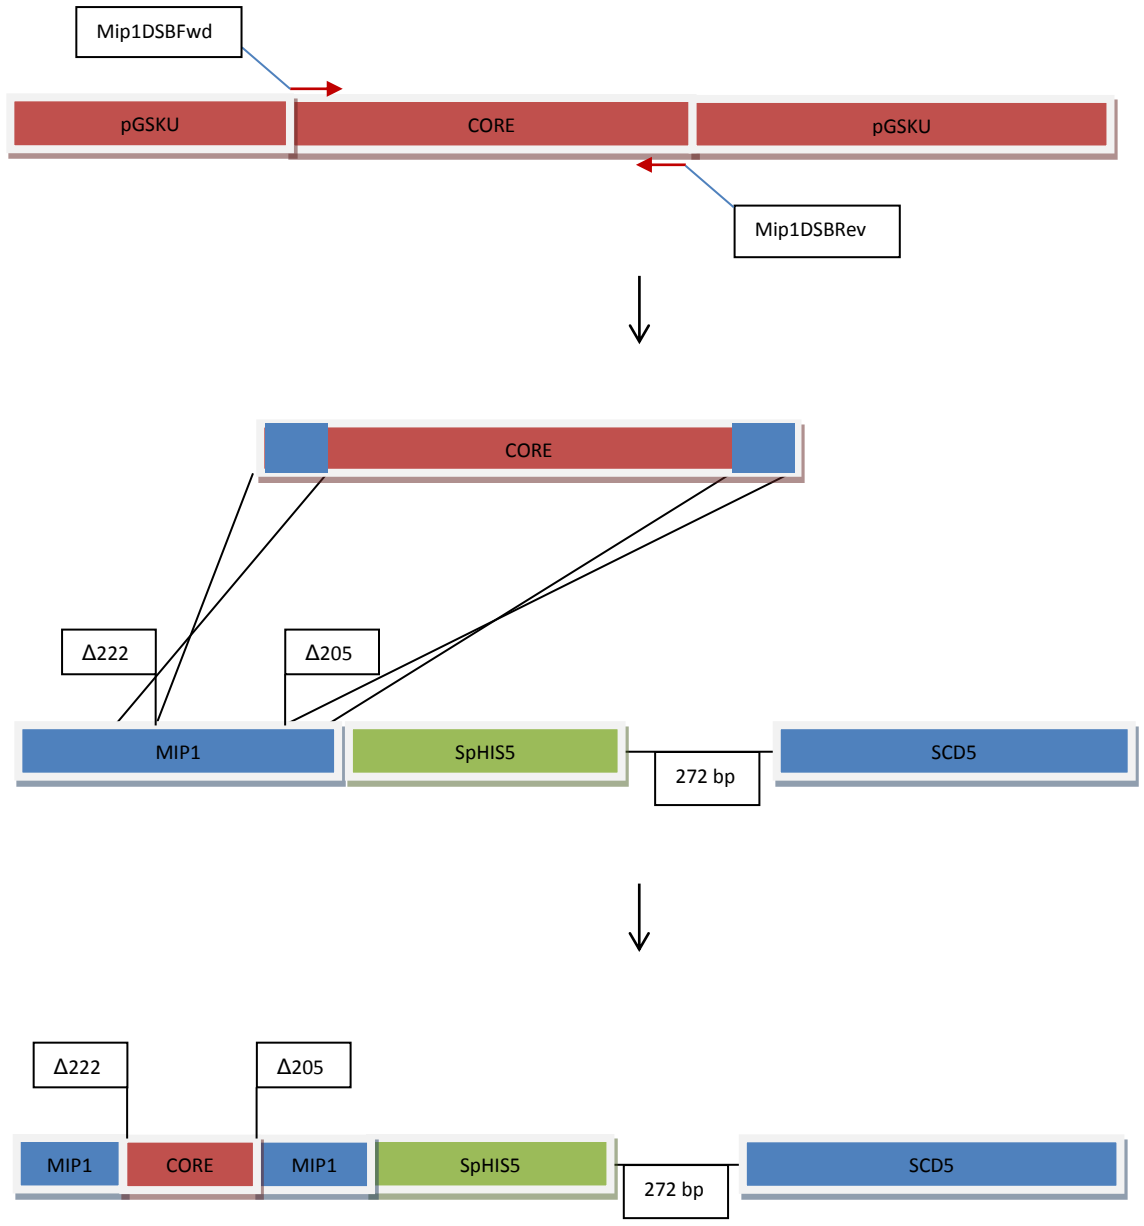 Mip1DSBFwd
pGSKU
CORE
pGSKU
Mip1DSBRev
CORE
Δ222
Δ205
MIP1
SpHIS5
SCD5
272 bp
Δ222
Δ205
MIP1
CORE
MIP1
SpHIS5
SCD5
272 bp